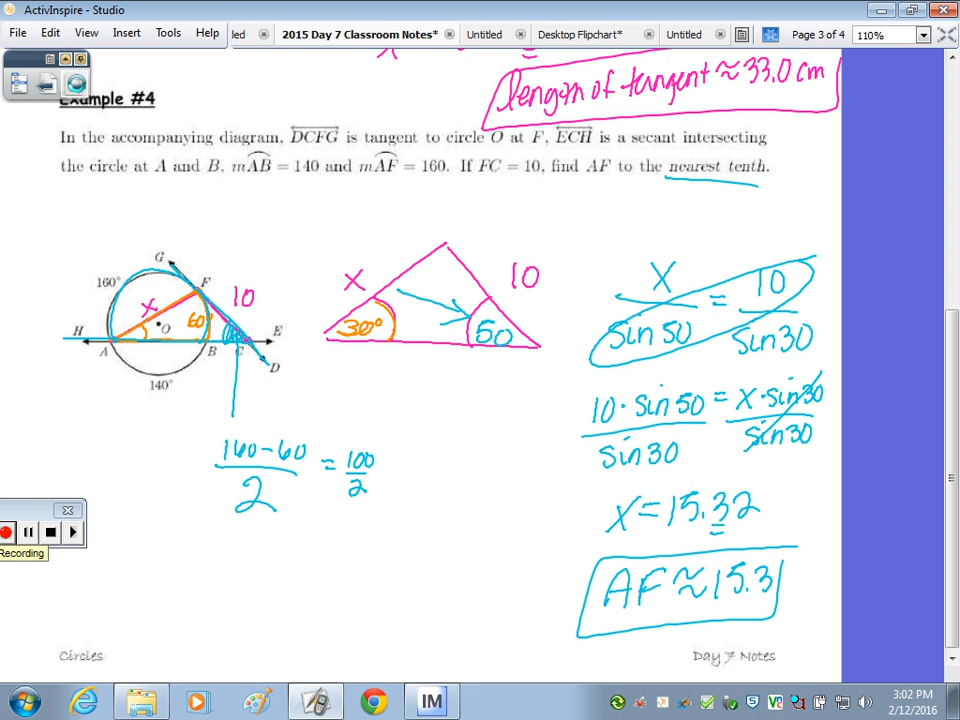 ActivInspire - Studio
File Edit View Insert Tools Help
led 2015 Day 7 Classroom Notes* Untitled Desktop Flipchart* Untitled Page 3 of 4 110%
length of tangent ≈ 33.0 cm
Example #4
In the accompanying diagram, DCFG is tangent to circle O at F, ECH is a secant intersecting
the circle at A and B, mAB = 140 and mAF = 160. If FC = 10, find AF to the nearest tenth.
G
160°
F
10
x
O
60
H
E
A
B
C
D
140°
x
10
30°
50
x/sin 50 = 10/sin 30
10 · sin 50/sin 30 = x · sin 30/sin 30
160-60/2 = 100/2
x = 15.32
AF ≈ 15.3
Recording
Circles
Day 7 Notes
IM
3:02 PM
2/12/2016